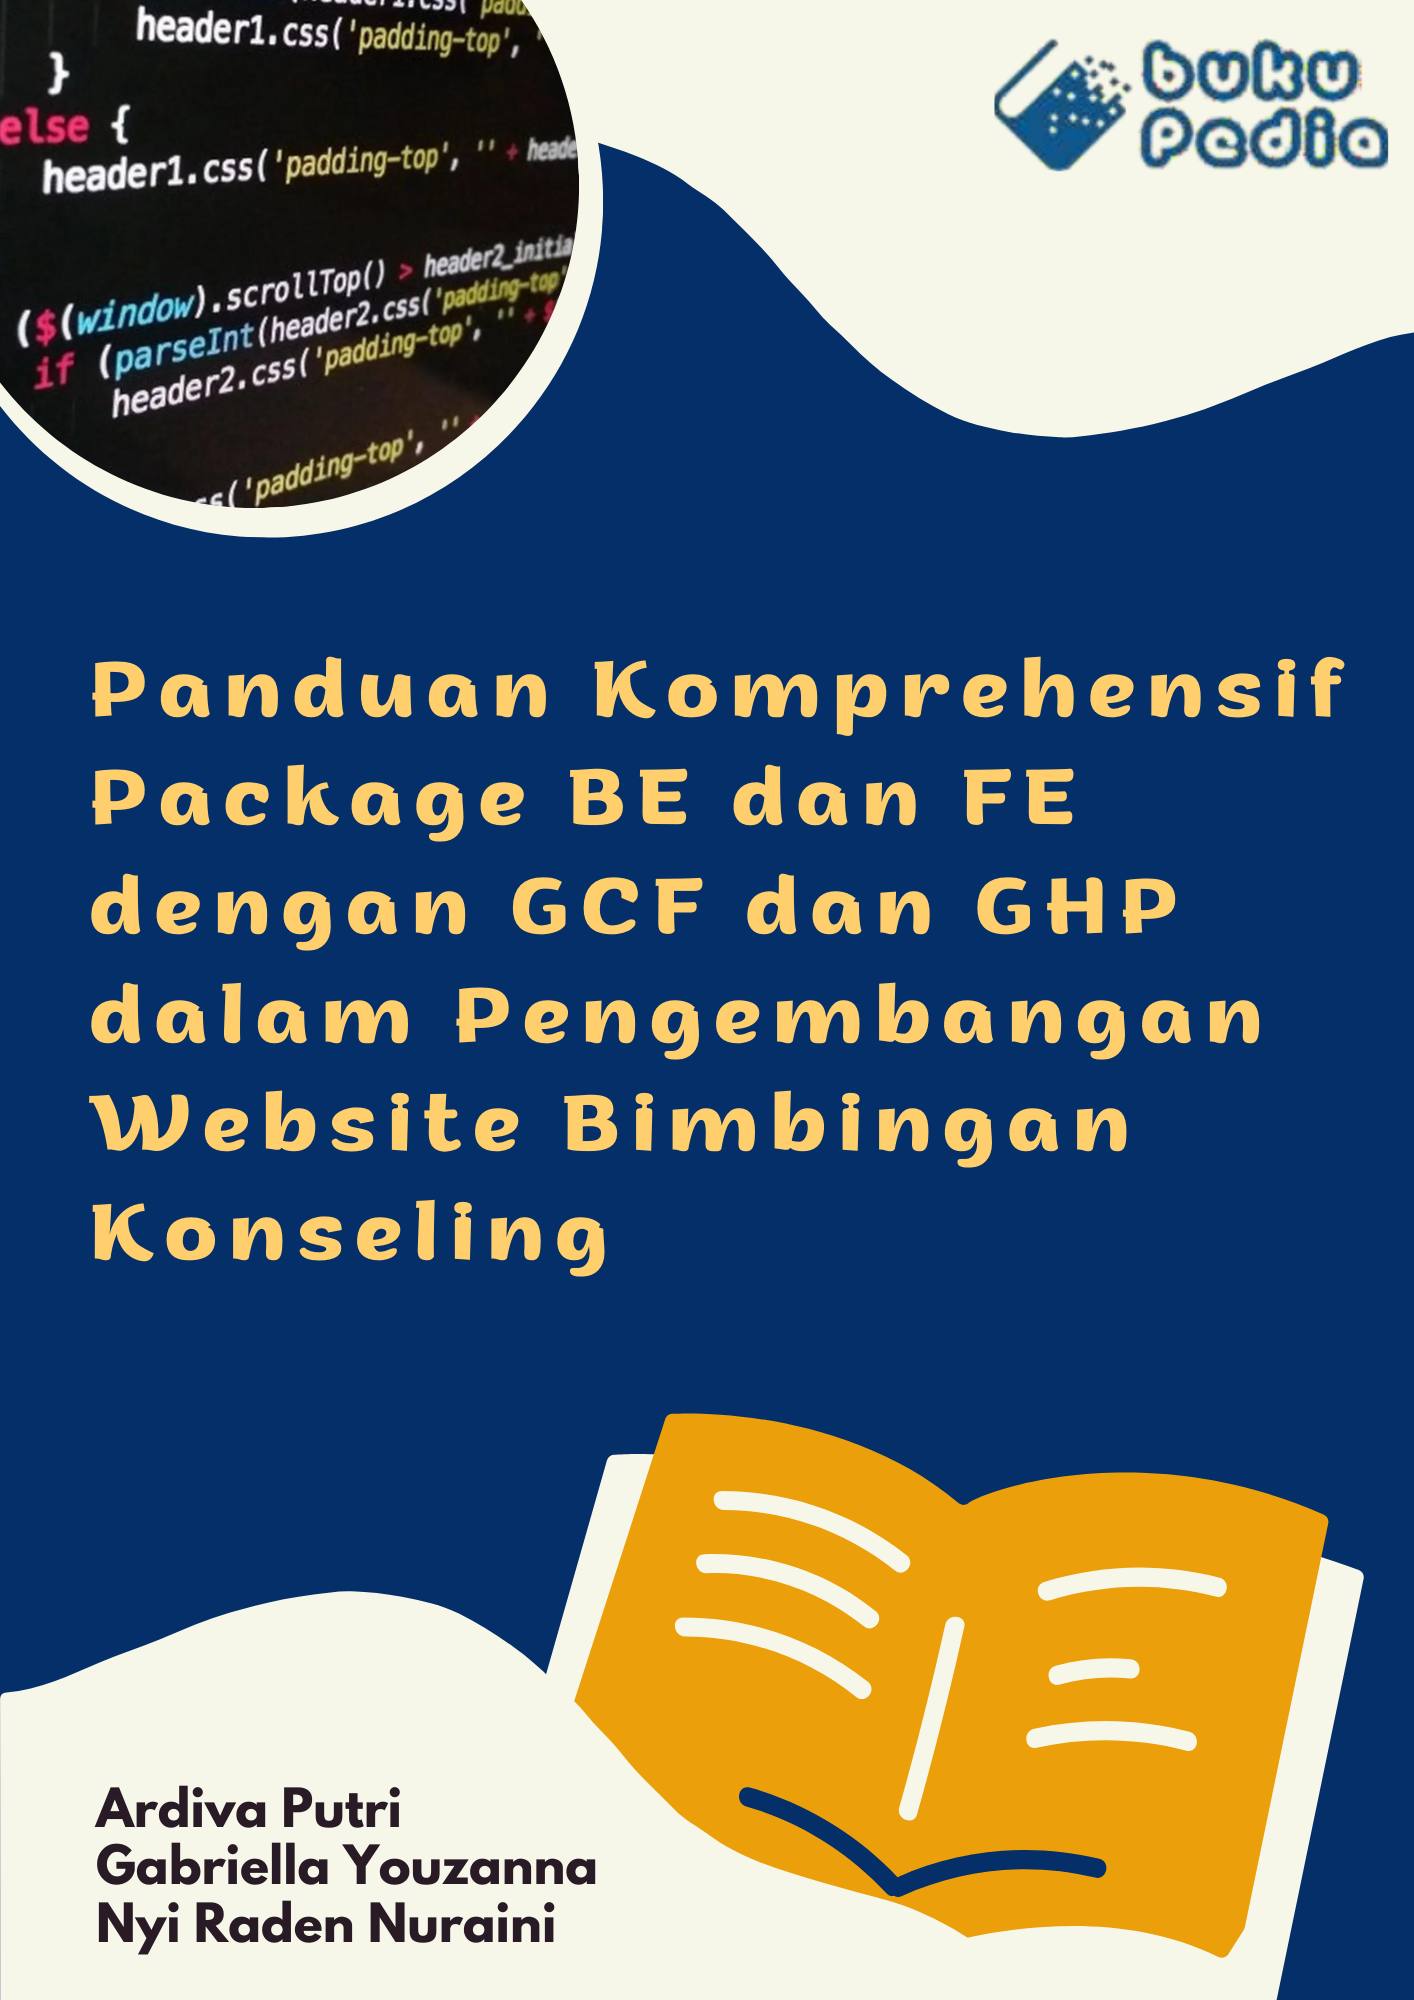 header1.css('padding-top', '
}
else {
header1.css('padding-top', '' + heade
($(window).scrollTop() > header2_initia
if (parseInt(header2.css('padding-top'
header2.css('padding-top', '' + $
ss('padding-top', ''
buku
Pedia
Panduan Komprehensif
Package BE dan FE
dengan GCF dan GHP
dalam Pengembangan
Website Bimbingan
Konseling
Ardiva Putri
Gabriella Youzanna
Nyi Raden Nuraini